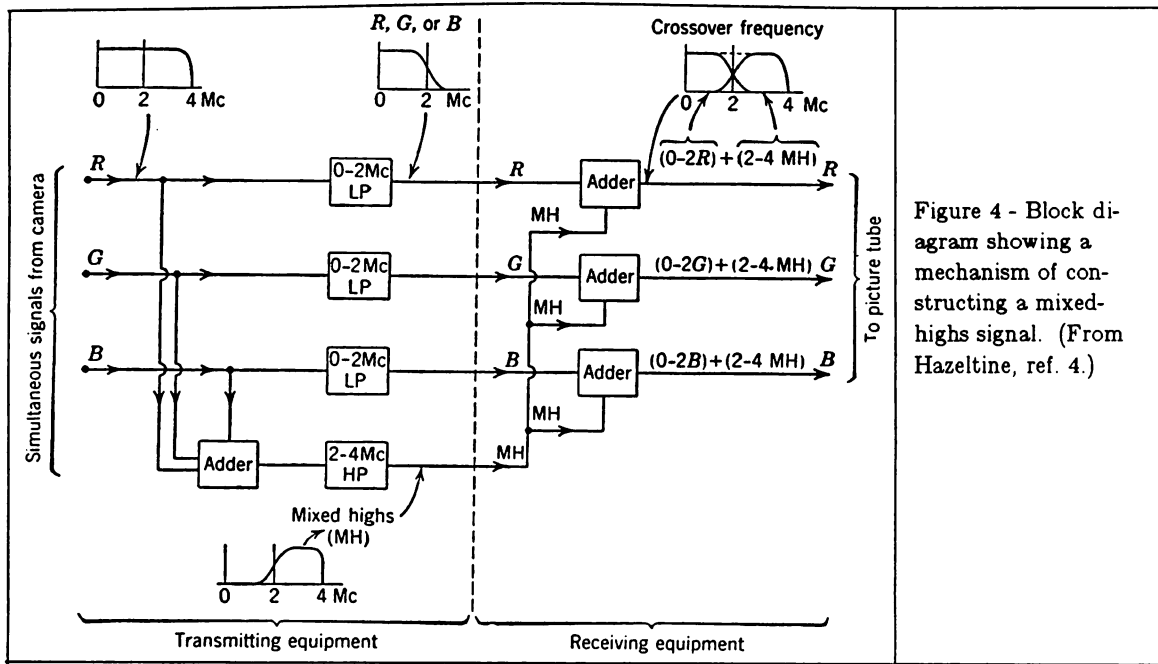 R, G, or B
Crossover frequency
0 2 4 Mc
0 2 Mc
0 2 4 Mc
(0-2R) + (2-4 MH)
Simultaneous signals from camera
R
0-2Mc
LP
R
Adder
R
MH
G
0-2Mc
LP
G
Adder
(0-2G)+(2-4 MH) G
MH
B
0-2Mc
LP
B
Adder
(0-2B)+(2-4 MH) B
MH
Adder
2-4Mc
HP
MH
Mixed highs
(MH)
0 2 4 Mc
To picture tube
Transmitting equipment
Receiving equipment
Figure 4 - Block di-
agram showing a
mechanism of con-
structing a mixed-
highs signal. (From
Hazeltine, ref. 4.)